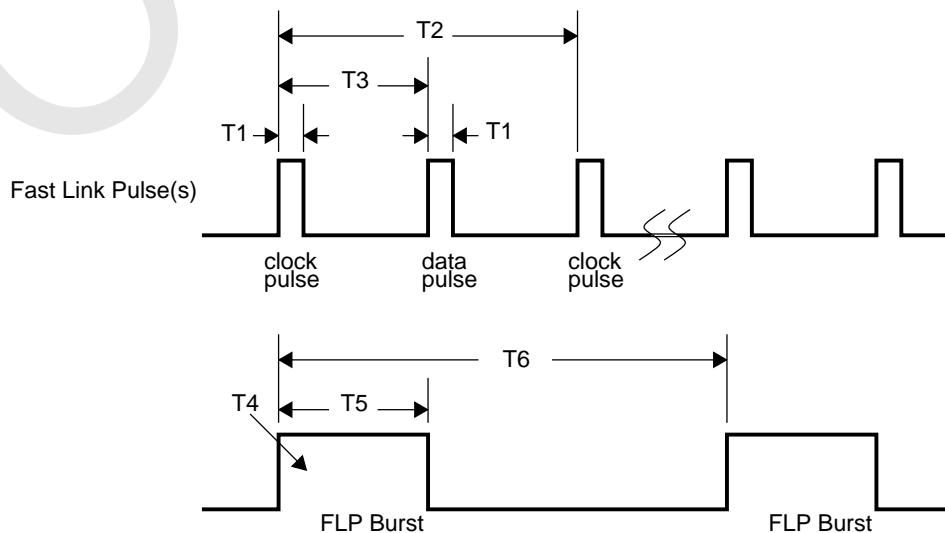 T2
T3
T1
T1
Fast Link Pulse(s)
clock
pulse
data
pulse
clock
pulse
T6
T4
T5
FLP Burst
FLP Burst